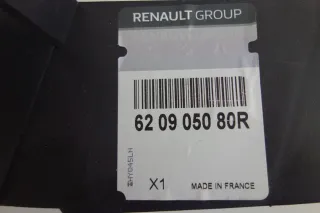 RENAULT GROUP
62 09 050 80R
X1
MADE IN FRANCE